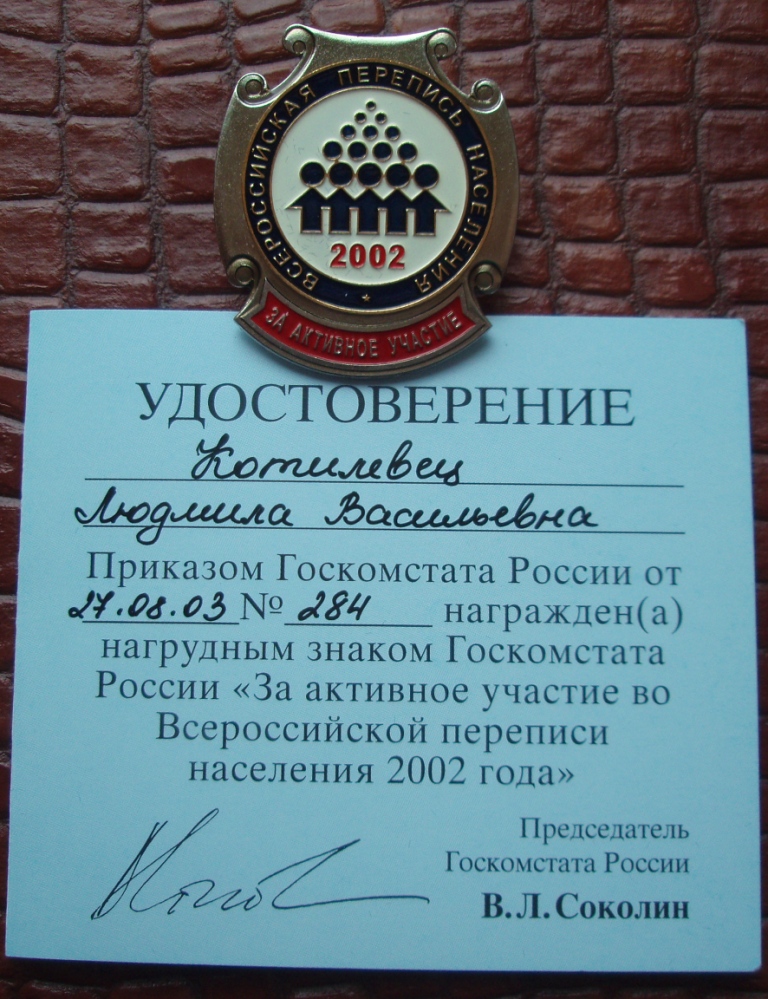 ВСЕРОССИЙСКАЯ ПЕРЕПИСЬ НАСЕЛЕНИЯ
2002
ЗА АКТИВНОЕ УЧАСТИЕ
УДОСТОВЕРЕНИЕ
Котилевец
Людмила Васильевна
Приказом Госкомстата России от
27.08.03 № 284 награжден(а)
нагрудным знаком Госкомстата
России «За активное участие во
Всероссийской переписи
населения 2002 года»
Председатель
Госкомстата России
В.Л.Соколин